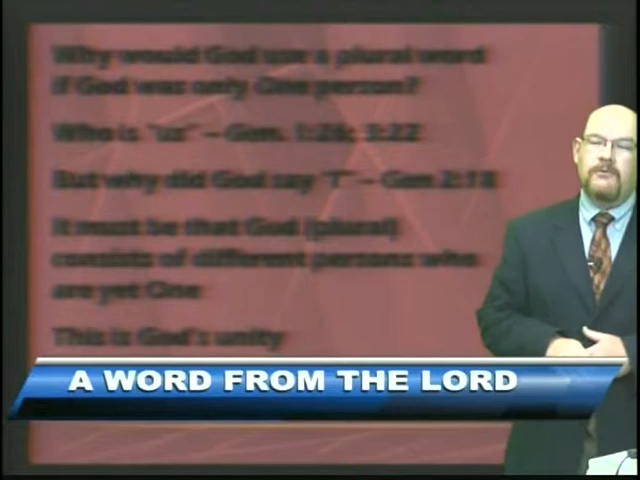 Why would God use a plural word
if God was only One person?
Who is "us" – Gen. 1:26; 3:22
But why did God say "I" – Gen 2:18
It must be that God (plural)
consists of different persons who
are yet One
This is God's unity
A WORD FROM THE LORD